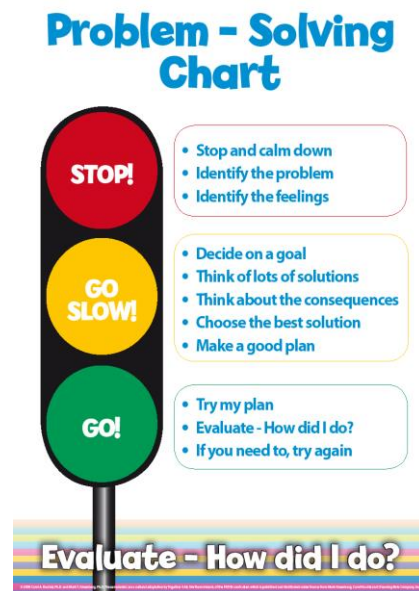 Problem - Solving
Chart
STOP!
• Stop and calm down
• Identify the problem
• Identify the feelings
GO
SLOW!
• Decide on a goal
• Think of lots of solutions
• Think about the consequences
• Choose the best solution
• Make a good plan
GO!
• Try my plan
• Evaluate - How did I do?
• If you need to, try again
Evaluate - How did I do?